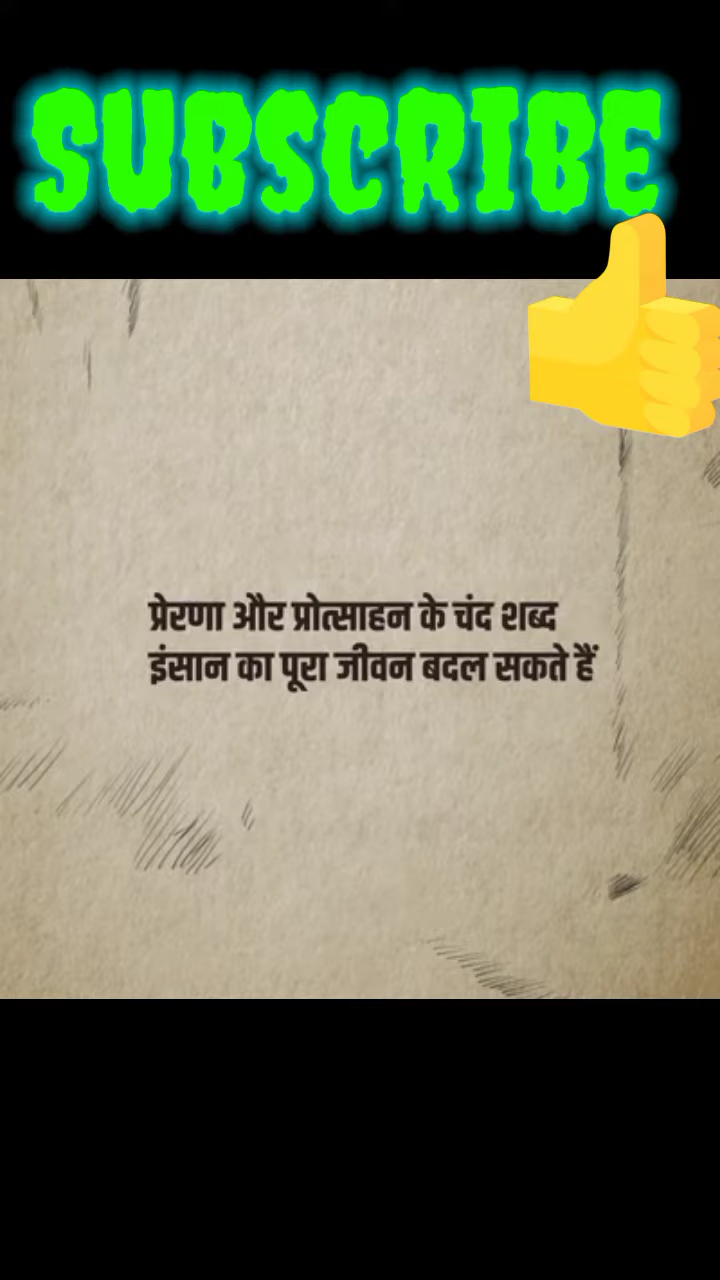 SUBSCRIBE
प्रेरणा और प्रोत्साहन के चंद शब्द
इंसान का पूरा जीवन बदल सकते हैं